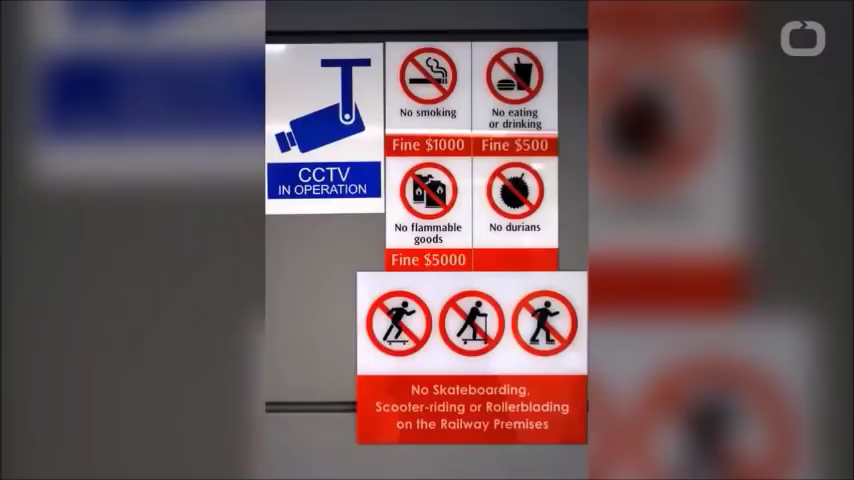 CCTV
IN OPERATION
No smoking
Fine $1000
No eating
or drinking
Fine $500
No flammable
goods
Fine $5000
No durians
No Skateboarding,
Scooter-riding or Rollerblading
on the Railway Premises